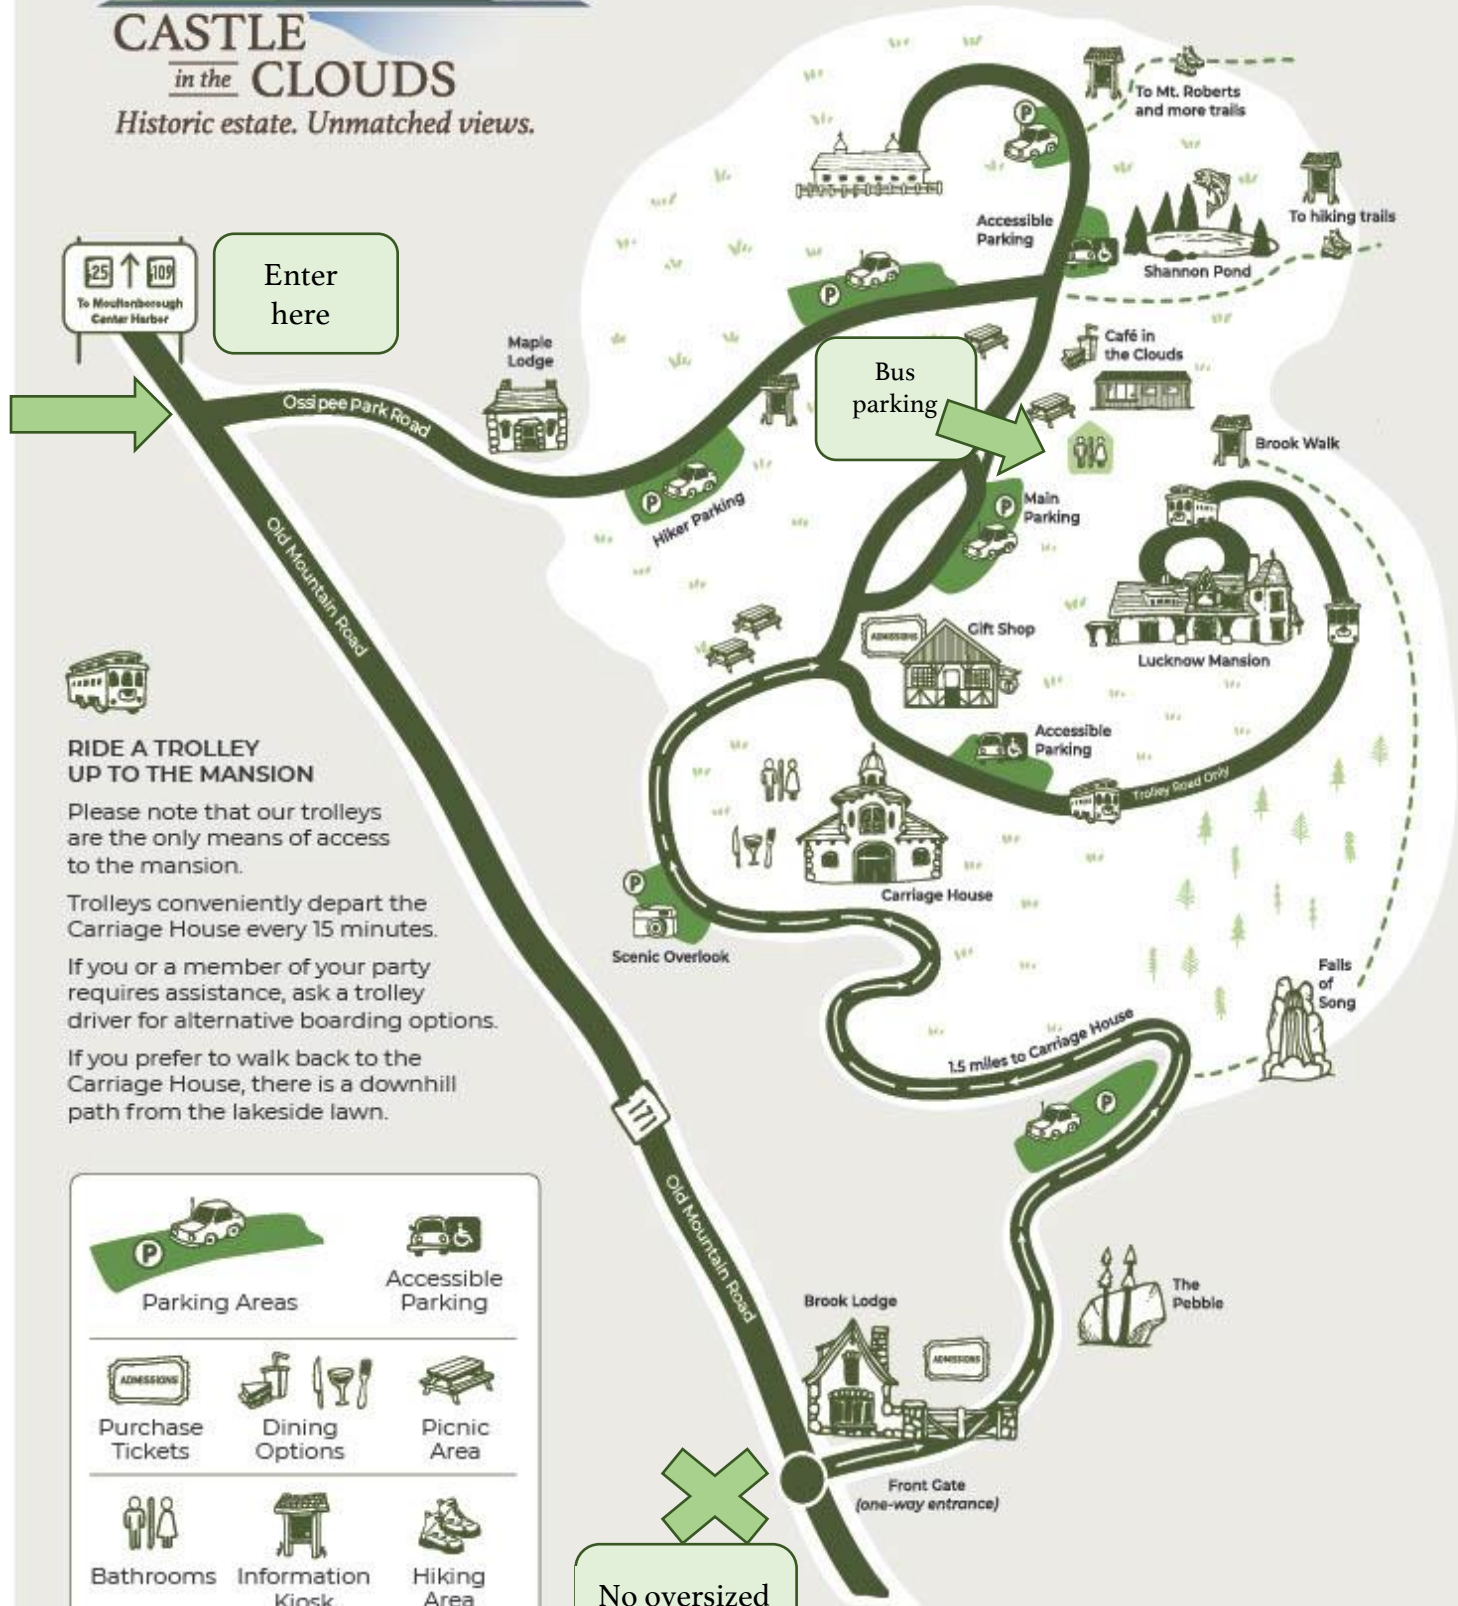 CASTLE
in the CLOUDS
Historic estate. Unmatched views.
To Mt. Roberts
and more trails
P
To hiking trails
Accessible
Parking
Shannon Pond
25 109
To Moultonborough
Center Harbor
Enter
here
P
Maple
Lodge
Café in
the Clouds
Bus
parking
Ossipee Park Road
Brook Walk
P
Hiker Parking
P
Main
Parking
Old Mountain Road
ADMISSIONS
Gift Shop
Lucknow Mansion
Accessible
Parking
Trolley Road Only
RIDE A TROLLEY
UP TO THE MANSION
Please note that our trolleys
are the only means of access
to the mansion.
Trolleys conveniently depart the
Carriage House every 15 minutes.
If you or a member of your party
requires assistance, ask a trolley
driver for alternative boarding options.
If you prefer to walk back to the
Carriage House, there is a downhill
path from the lakeside lawn.
P
Carriage House
Scenic Overlook
Falls
of
Song
1.5 miles to Carriage House
P
171
Old Mountain Road
The
Pebble
Brook Lodge
ADMISSIONS
Front Gate
(one-way entrance)
No oversized
P
Parking Areas
Accessible
Parking
ADMISSIONS
Purchase
Tickets
Dining
Options
Picnic
Area
Bathrooms
Information
Kiosk
Hiking
Area